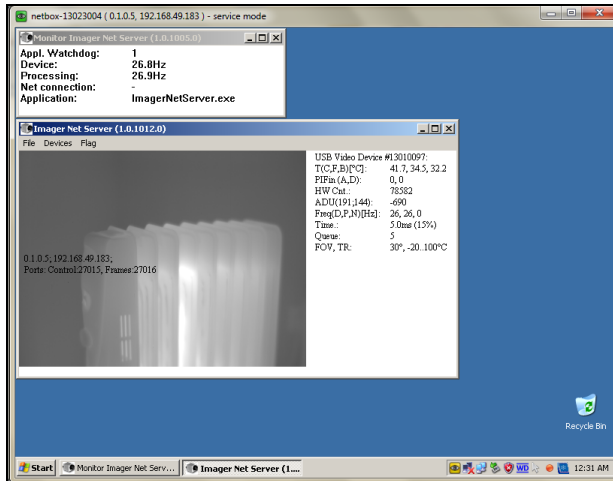 netbox-13023004 ( 0.1.0.5, 192.168.49.183 ) - service mode
Monitor Imager Net Server (1.0.1005.0)
Appl. Watchdog: 1
Device: 26.8Hz
Processing: 26.9Hz
Net connection: -
Application: ImagerNetServer.exe
Imager Net Server (1.0.1012.0)
File Devices Flag
USB Video Device #13010097:
T(C,F,B)[°C]: 41.7, 34.5, 32.2
PIFin (A,D): 0, 0
HW Cnt.: 78582
ADU(191;144): -690
Freq(D,P,N)[Hz]: 26, 26, 0
Time.: 5.0ms (15%)
Queue: 5
FOV, TR: 30°, -20..100°C
0.1.0.5; 192.168.49.183;
Ports: Control:27015, Frames:27016
Recycle Bin
Start
Monitor Imager Net Serv...
Imager Net Server (1....
WD
12:31 AM